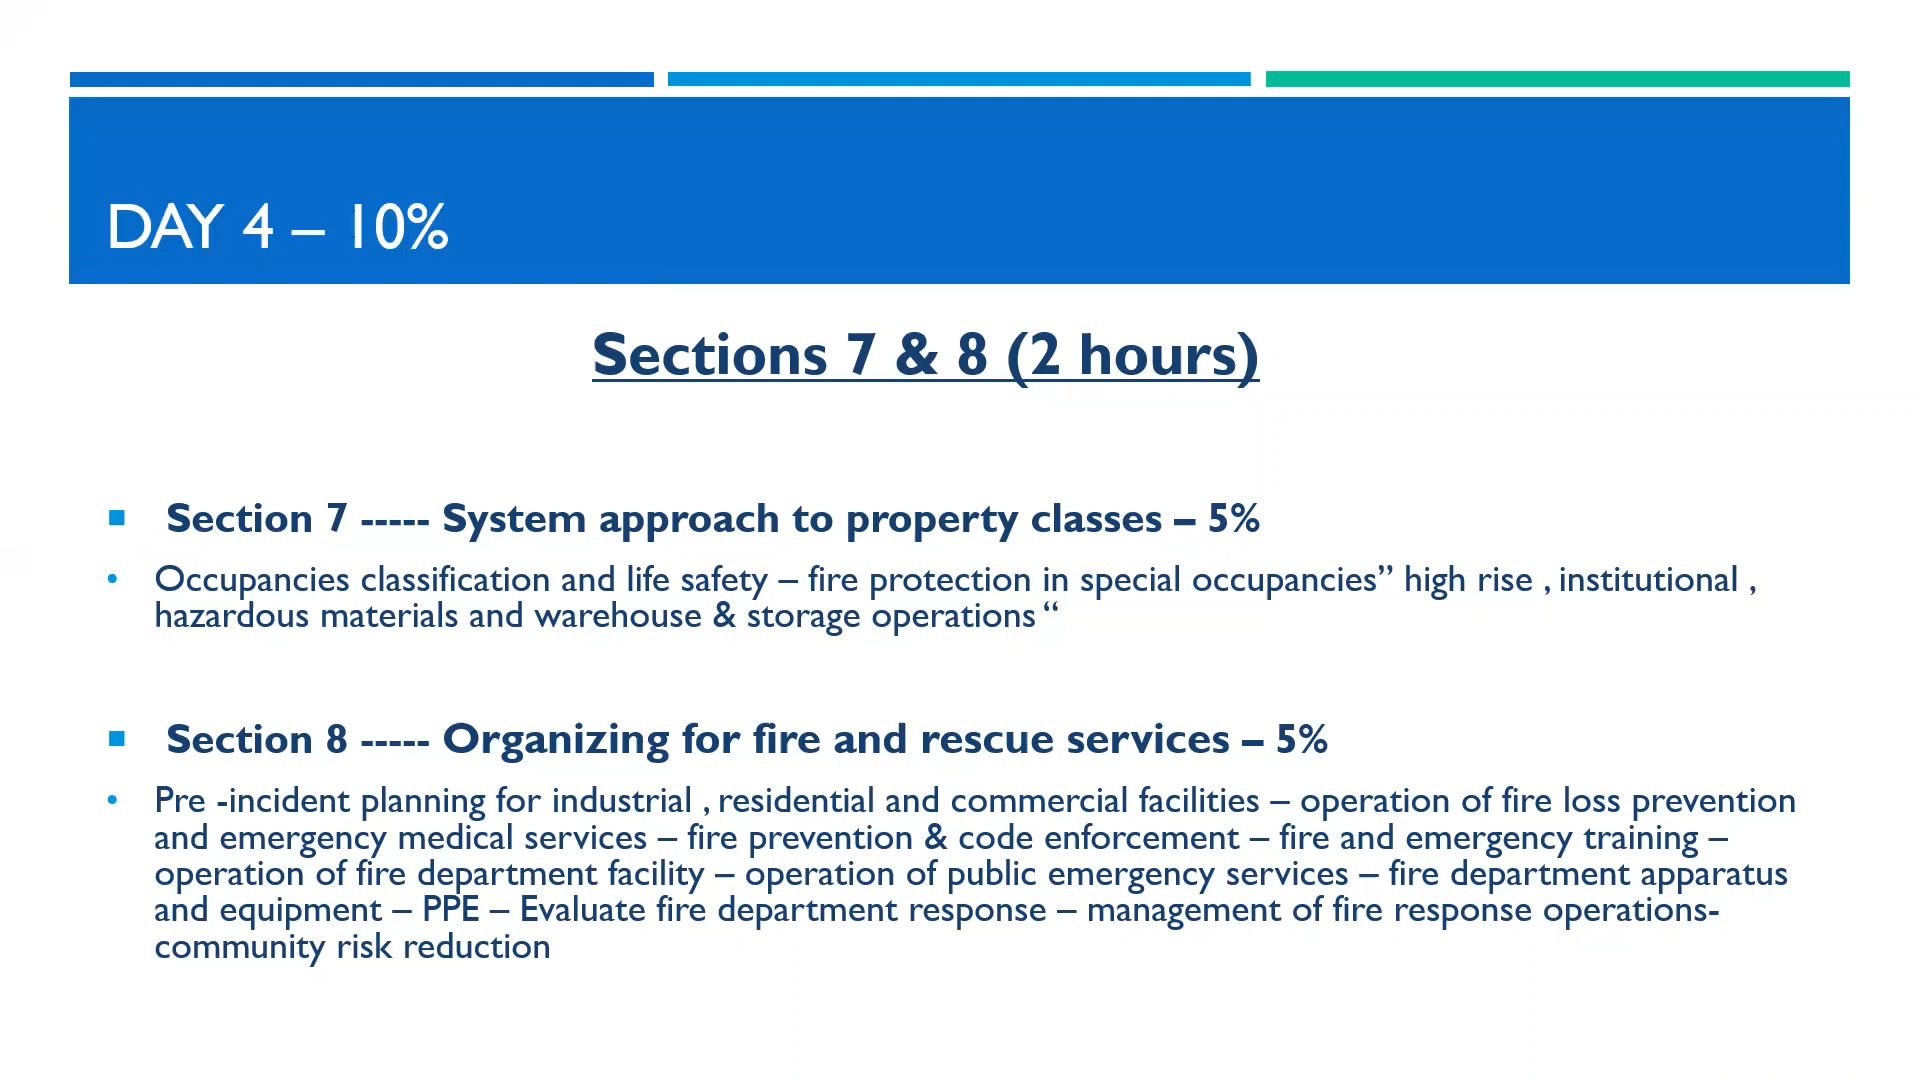 DAY 4 – 10%
Sections 7 & 8 (2 hours)
Section 7 ----- System approach to property classes – 5%
Occupancies classification and life safety – fire protection in special occupancies” high rise , institutional ,
hazardous materials and warehouse & storage operations “
Section 8 ----- Organizing for fire and rescue services – 5%
Pre -incident planning for industrial , residential and commercial facilities – operation of fire loss prevention
and emergency medical services – fire prevention & code enforcement – fire and emergency training –
operation of fire department facility – operation of public emergency services – fire department apparatus
and equipment – PPE – Evaluate fire department response – management of fire response operations-
community risk reduction